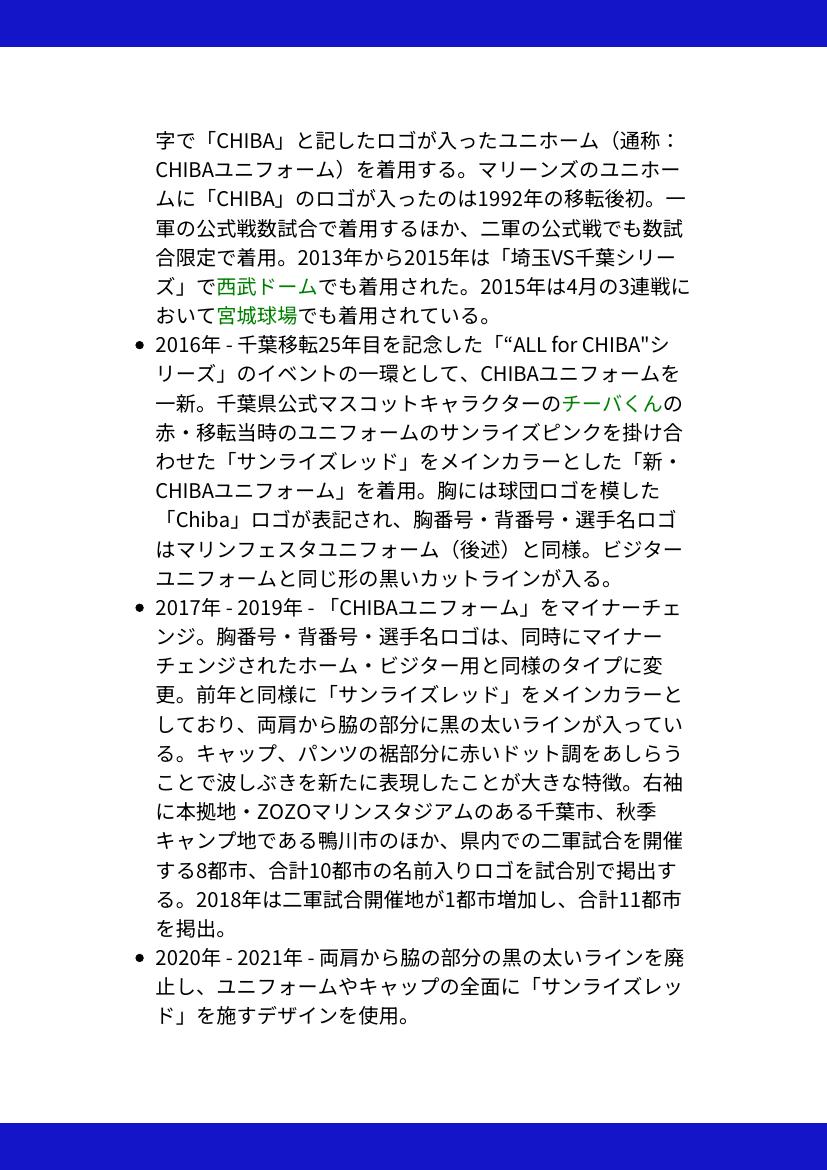 字で「CHIBA」と記したロゴが入ったユニホーム（通称：
CHIBAユニフォーム）を着用する。マリーンズのユニホー
ムに「CHIBA」のロゴが入ったのは1992年の移転後初。一
軍の公式戦数試合で着用するほか、二軍の公式戦でも数試
合限定で着用。2013年から2015年は「埼玉VS千葉シリー
ズ」で西武ドームでも着用された。2015年は4月の3連戦に
おいて宮城球場でも着用されている。
● 2016年 - 千葉移転25年目を記念した「“ALL for CHIBA"シ
リーズ」のイベントの一環として、CHIBAユニフォームを
一新。千葉県公式マスコットキャラクターのチーバくんの
赤・移転当時のユニフォームのサンライズピンクを掛け合
わせた「サンライズレッド」をメインカラーとした「新・
CHIBAユニフォーム」を着用。胸には球団ロゴを模した
「Chiba」ロゴが表記され、胸番号・背番号・選手名ロゴ
はマリンフェスタユニフォーム（後述）と同様。ビジター
ユニフォームと同じ形の黒いカットラインが入る。
● 2017年 - 2019年 - 「CHIBAユニフォーム」をマイナーチェ
ンジ。胸番号・背番号・選手名ロゴは、同時にマイナー
チェンジされたホーム・ビジター用と同様のタイプに変
更。前年と同様に「サンライズレッド」をメインカラーと
しており、両肩から脇の部分に黒の太いラインが入ってい
る。キャップ、パンツの裾部分に赤いドット調をあしらう
ことで波しぶきを新たに表現したことが大きな特徴。右袖
に本拠地・ZOZOマリンスタジアムのある千葉市、秋季
キャンプ地である鴨川市のほか、県内での二軍試合を開催
する8都市、合計10都市の名前入りロゴを試合別で掲出す
る。2018年は二軍試合開催地が1都市増加し、合計11都市
を掲出。
● 2020年 - 2021年 - 両肩から脇の部分の黒の太いラインを廃
止し、ユニフォームやキャップの全面に「サンライズレッ
ド」を施すデザインを使用。